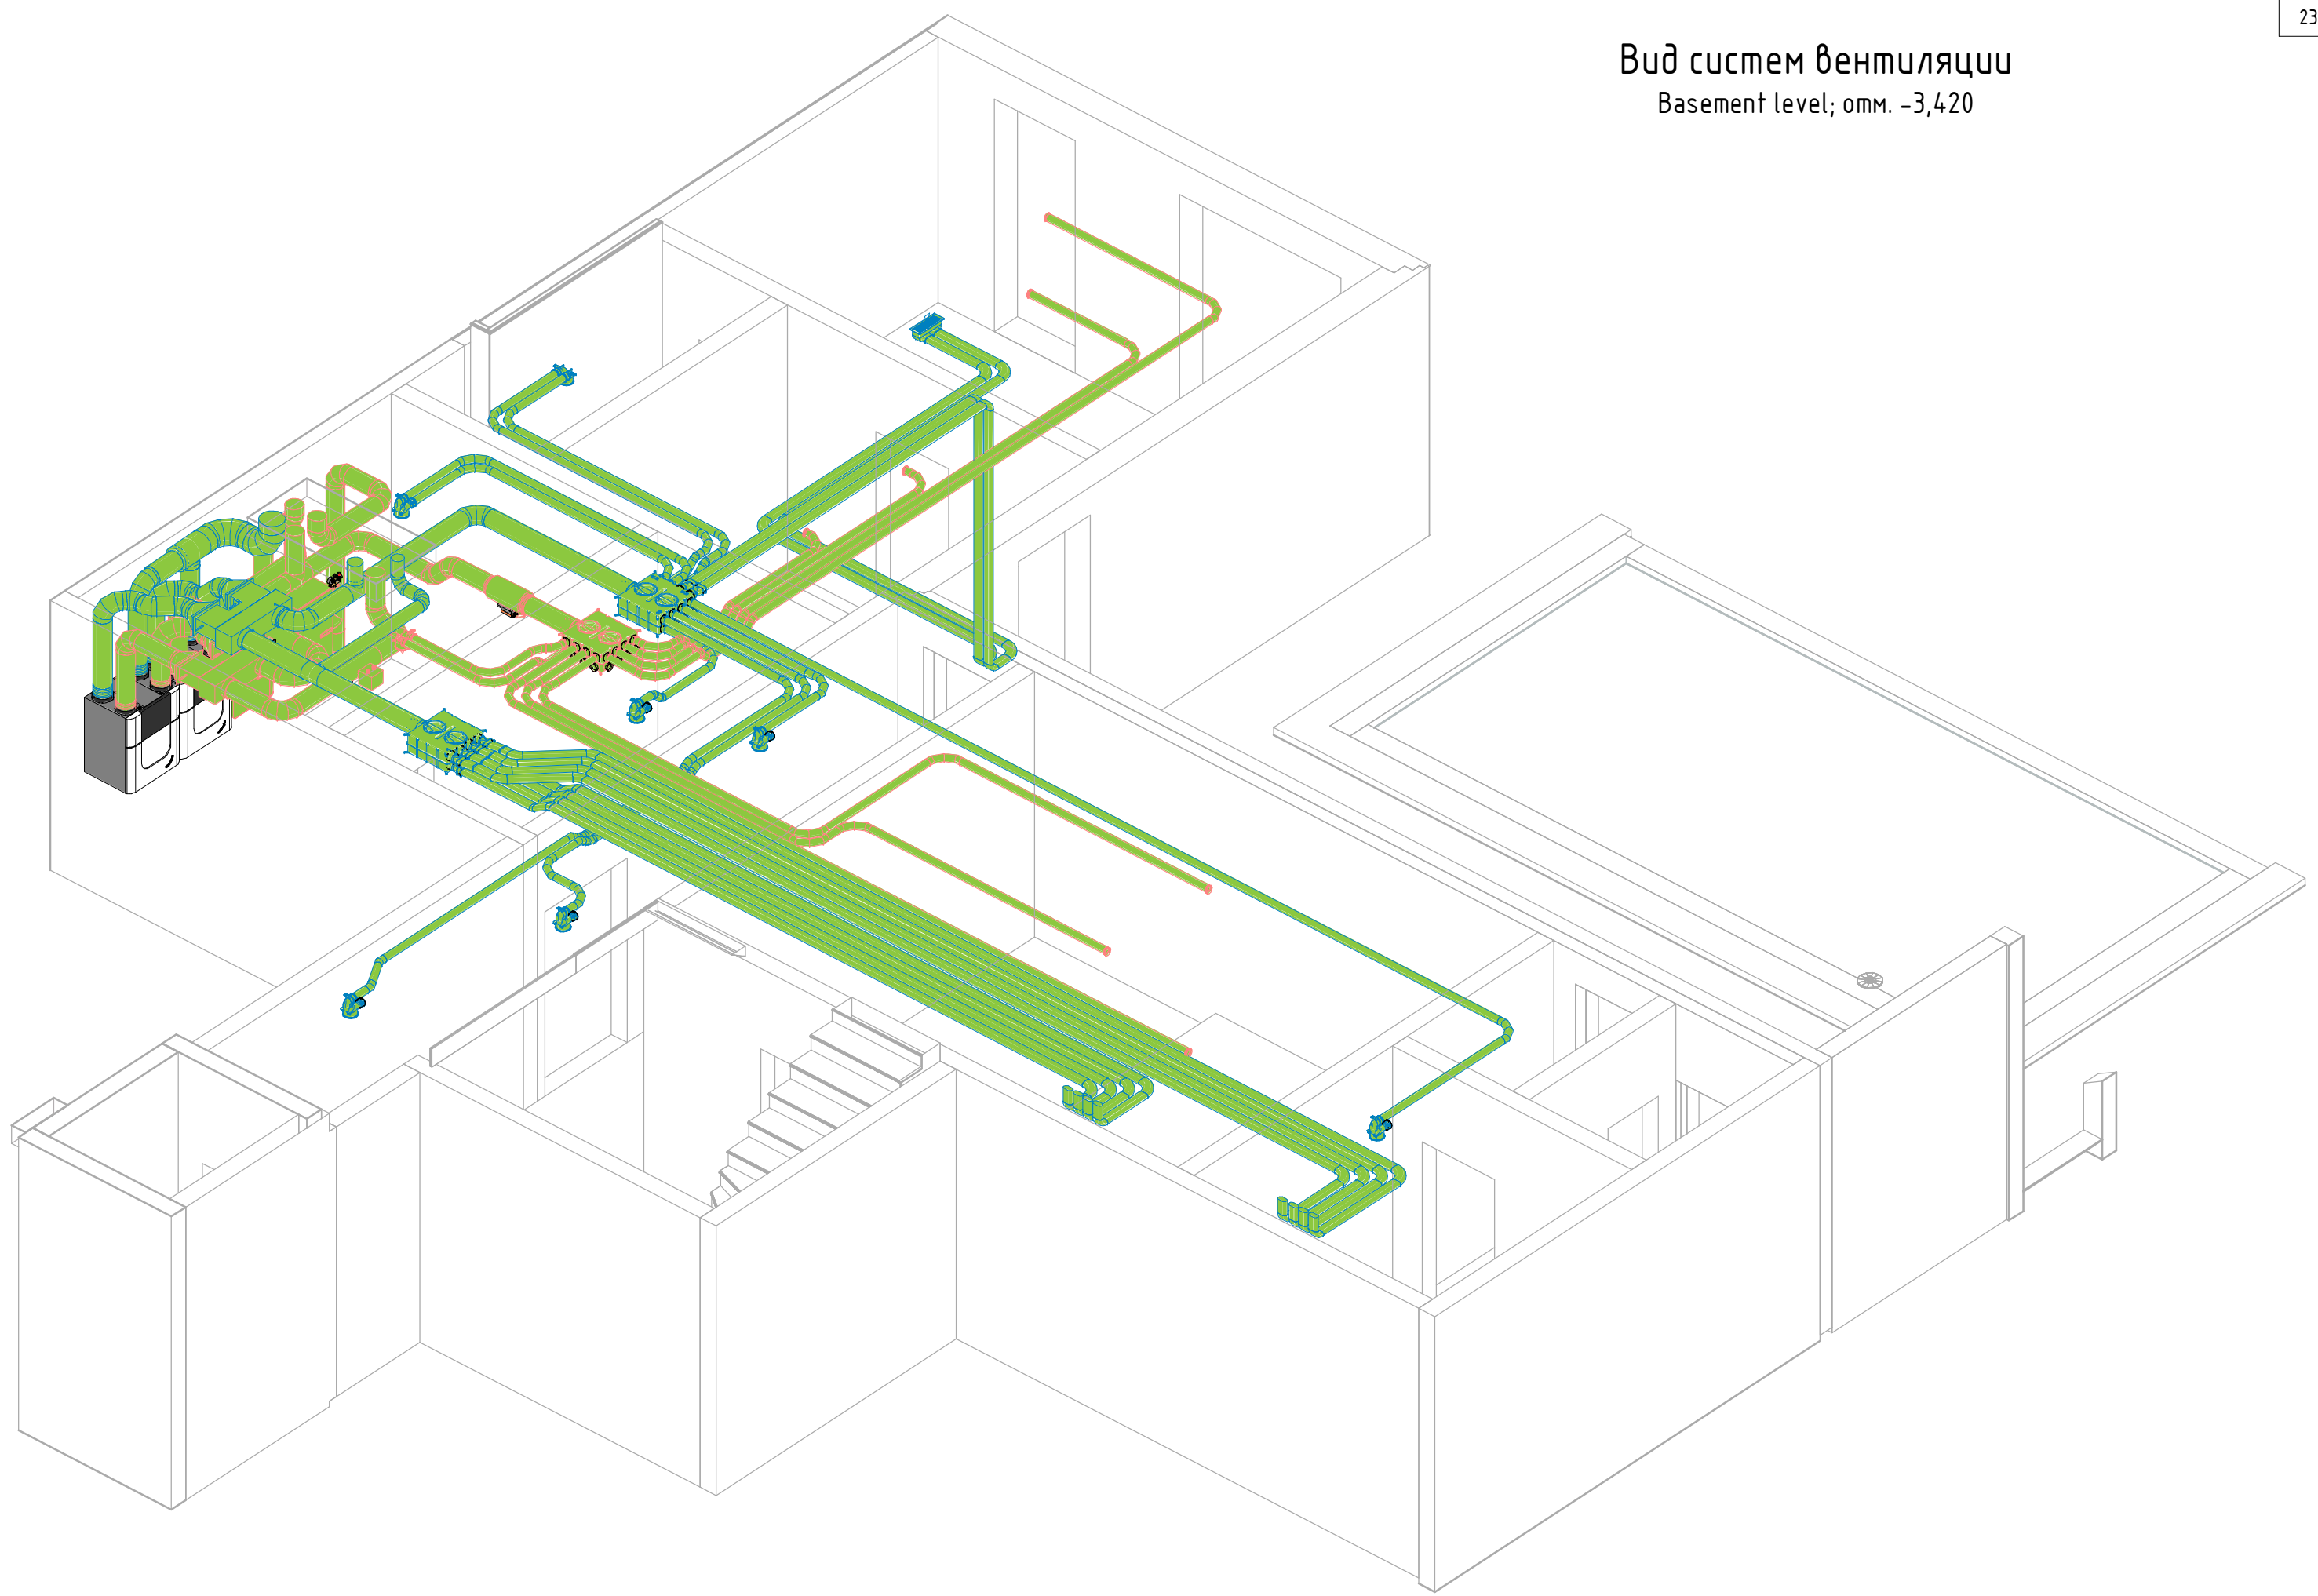 23
Вид систем вентиляции
Basement level; отм. -3,420